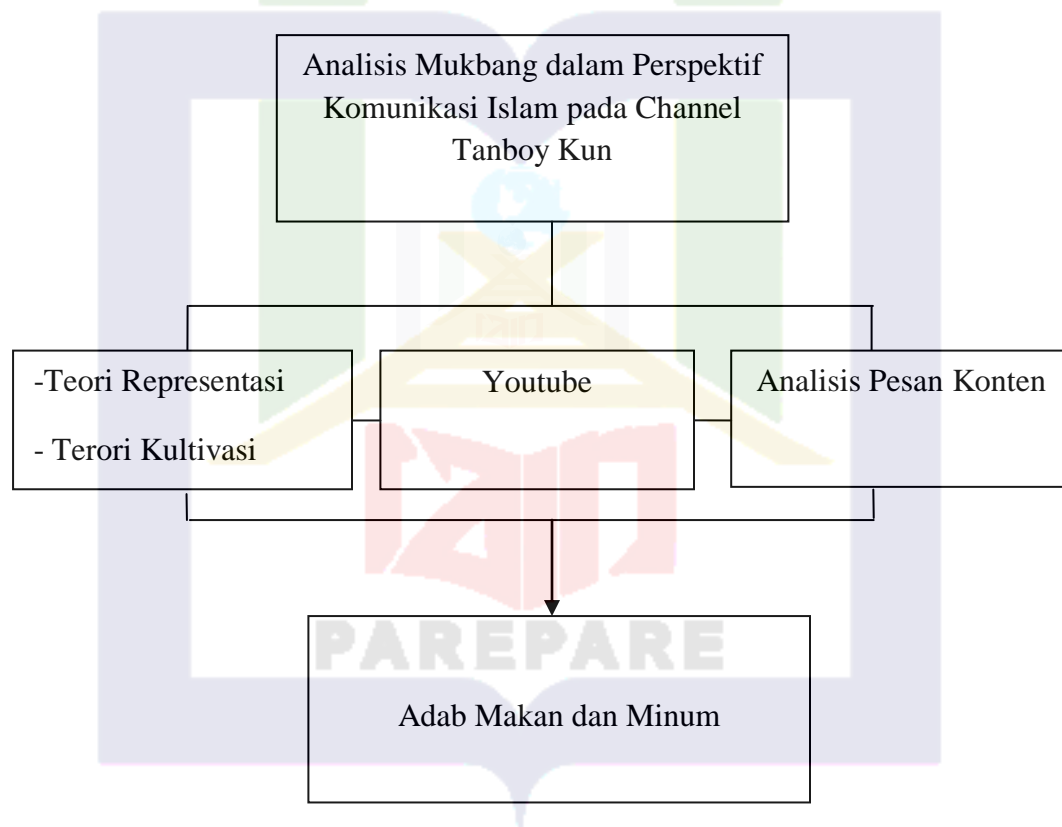 Analisis Mukbang dalam Perspektif
Komunikasi Islam pada Channel
Tanboy Kun
-Teori Representasi
- Terori Kultivasi
Youtube
Analisis Pesan Konten
PAREPARE
Adab Makan dan Minum